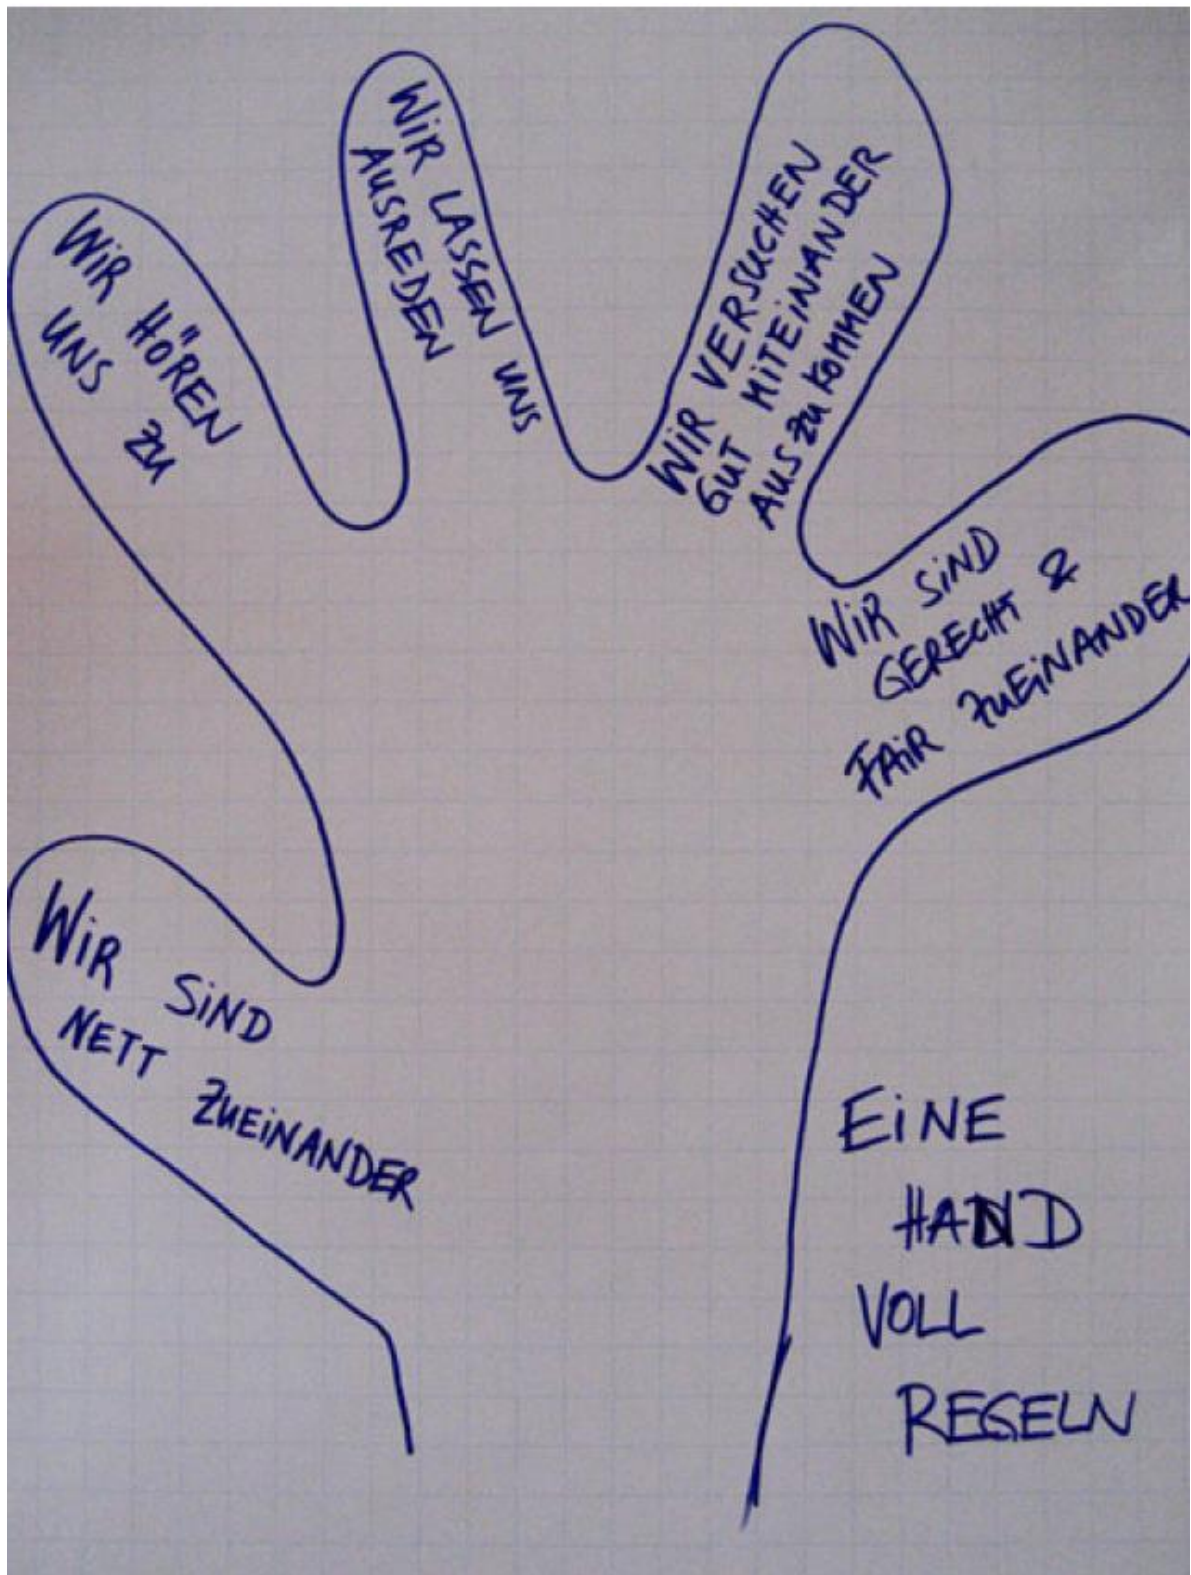 WiR HÖREN
UNS ZU
WiR LASSEN UNS
AUSREDEN
WiR VERSUCHEN
GUT MiTEiNANDER
AUSZUKOMMEN
WiR SiND
GERECHT &
FAiR ZUEiNANDER
WiR SiND
NETT ZUEiNANDER
EiNE
HAND
VOLL
REGELN